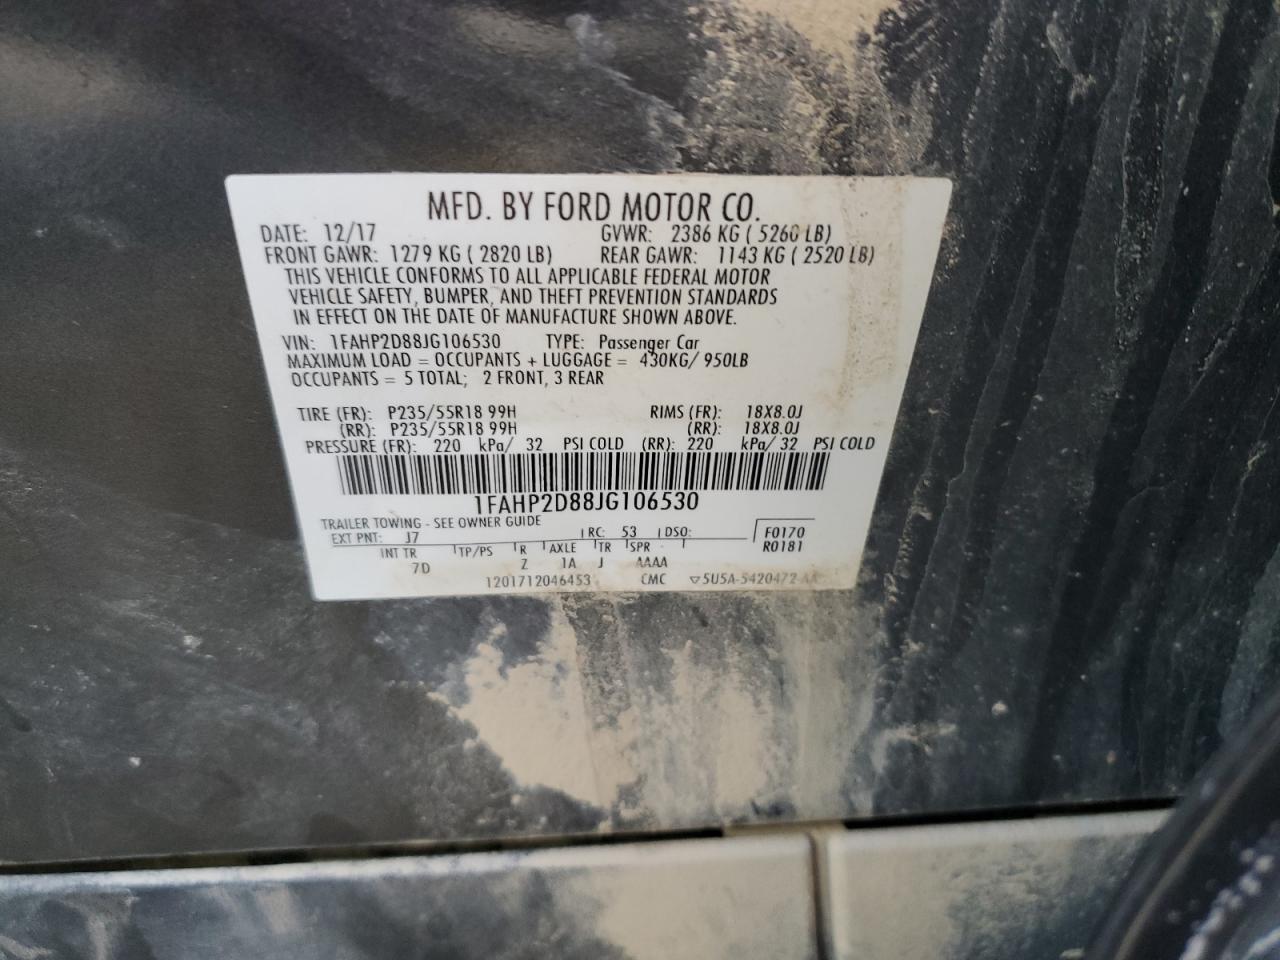 MFD. BY FORD MOTOR CO.
DATE: 12/17 GVWR: 2386 KG ( 5260 LB)
FRONT GAWR: 1279 KG ( 2820 LB) REAR GAWR: 1143 KG ( 2520 LB)
THIS VEHICLE CONFORMS TO ALL APPLICABLE FEDERAL MOTOR
VEHICLE SAFETY, BUMPER, AND THEFT PREVENTION STANDARDS
IN EFFECT ON THE DATE OF MANUFACTURE SHOWN ABOVE.
VIN: 1FAHP2D88JG106530 TYPE: Passenger Car
MAXIMUM LOAD = OCCUPANTS + LUGGAGE = 430KG/ 950LB
OCCUPANTS = 5 TOTAL; 2 FRONT, 3 REAR
TIRE (FR): P235/55R18 99H RIMS (FR): 18X8.0J
(RR): P235/55R18 99H (RR): 18X8.0J
PRESSURE (FR): 220 kPa/ 32 PSI COLD (RR): 220 kPa/ 32 PSI COLD
1FAHP2D88JG106530
TRAILER TOWING - SEE OWNER GUIDE
EXT PNT: J7 RC: 53 DSO: F0170
INT TR TP/PS R AXLE TR SPR R0181
7D Z 1A J AAAA
1201712046453 CMC ▽5U5A-5420472-AA